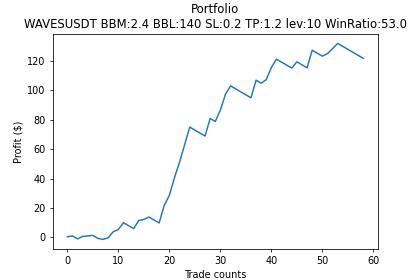 Portfolio
WAVESUSDT BBM:2.4 BBL:140 SL:0.2 TP:1.2 lev:10 WinRatio:53.0
Profit ($)
120
100
80
60
40
20
0
0 10 20 30 40 50 60
Trade counts